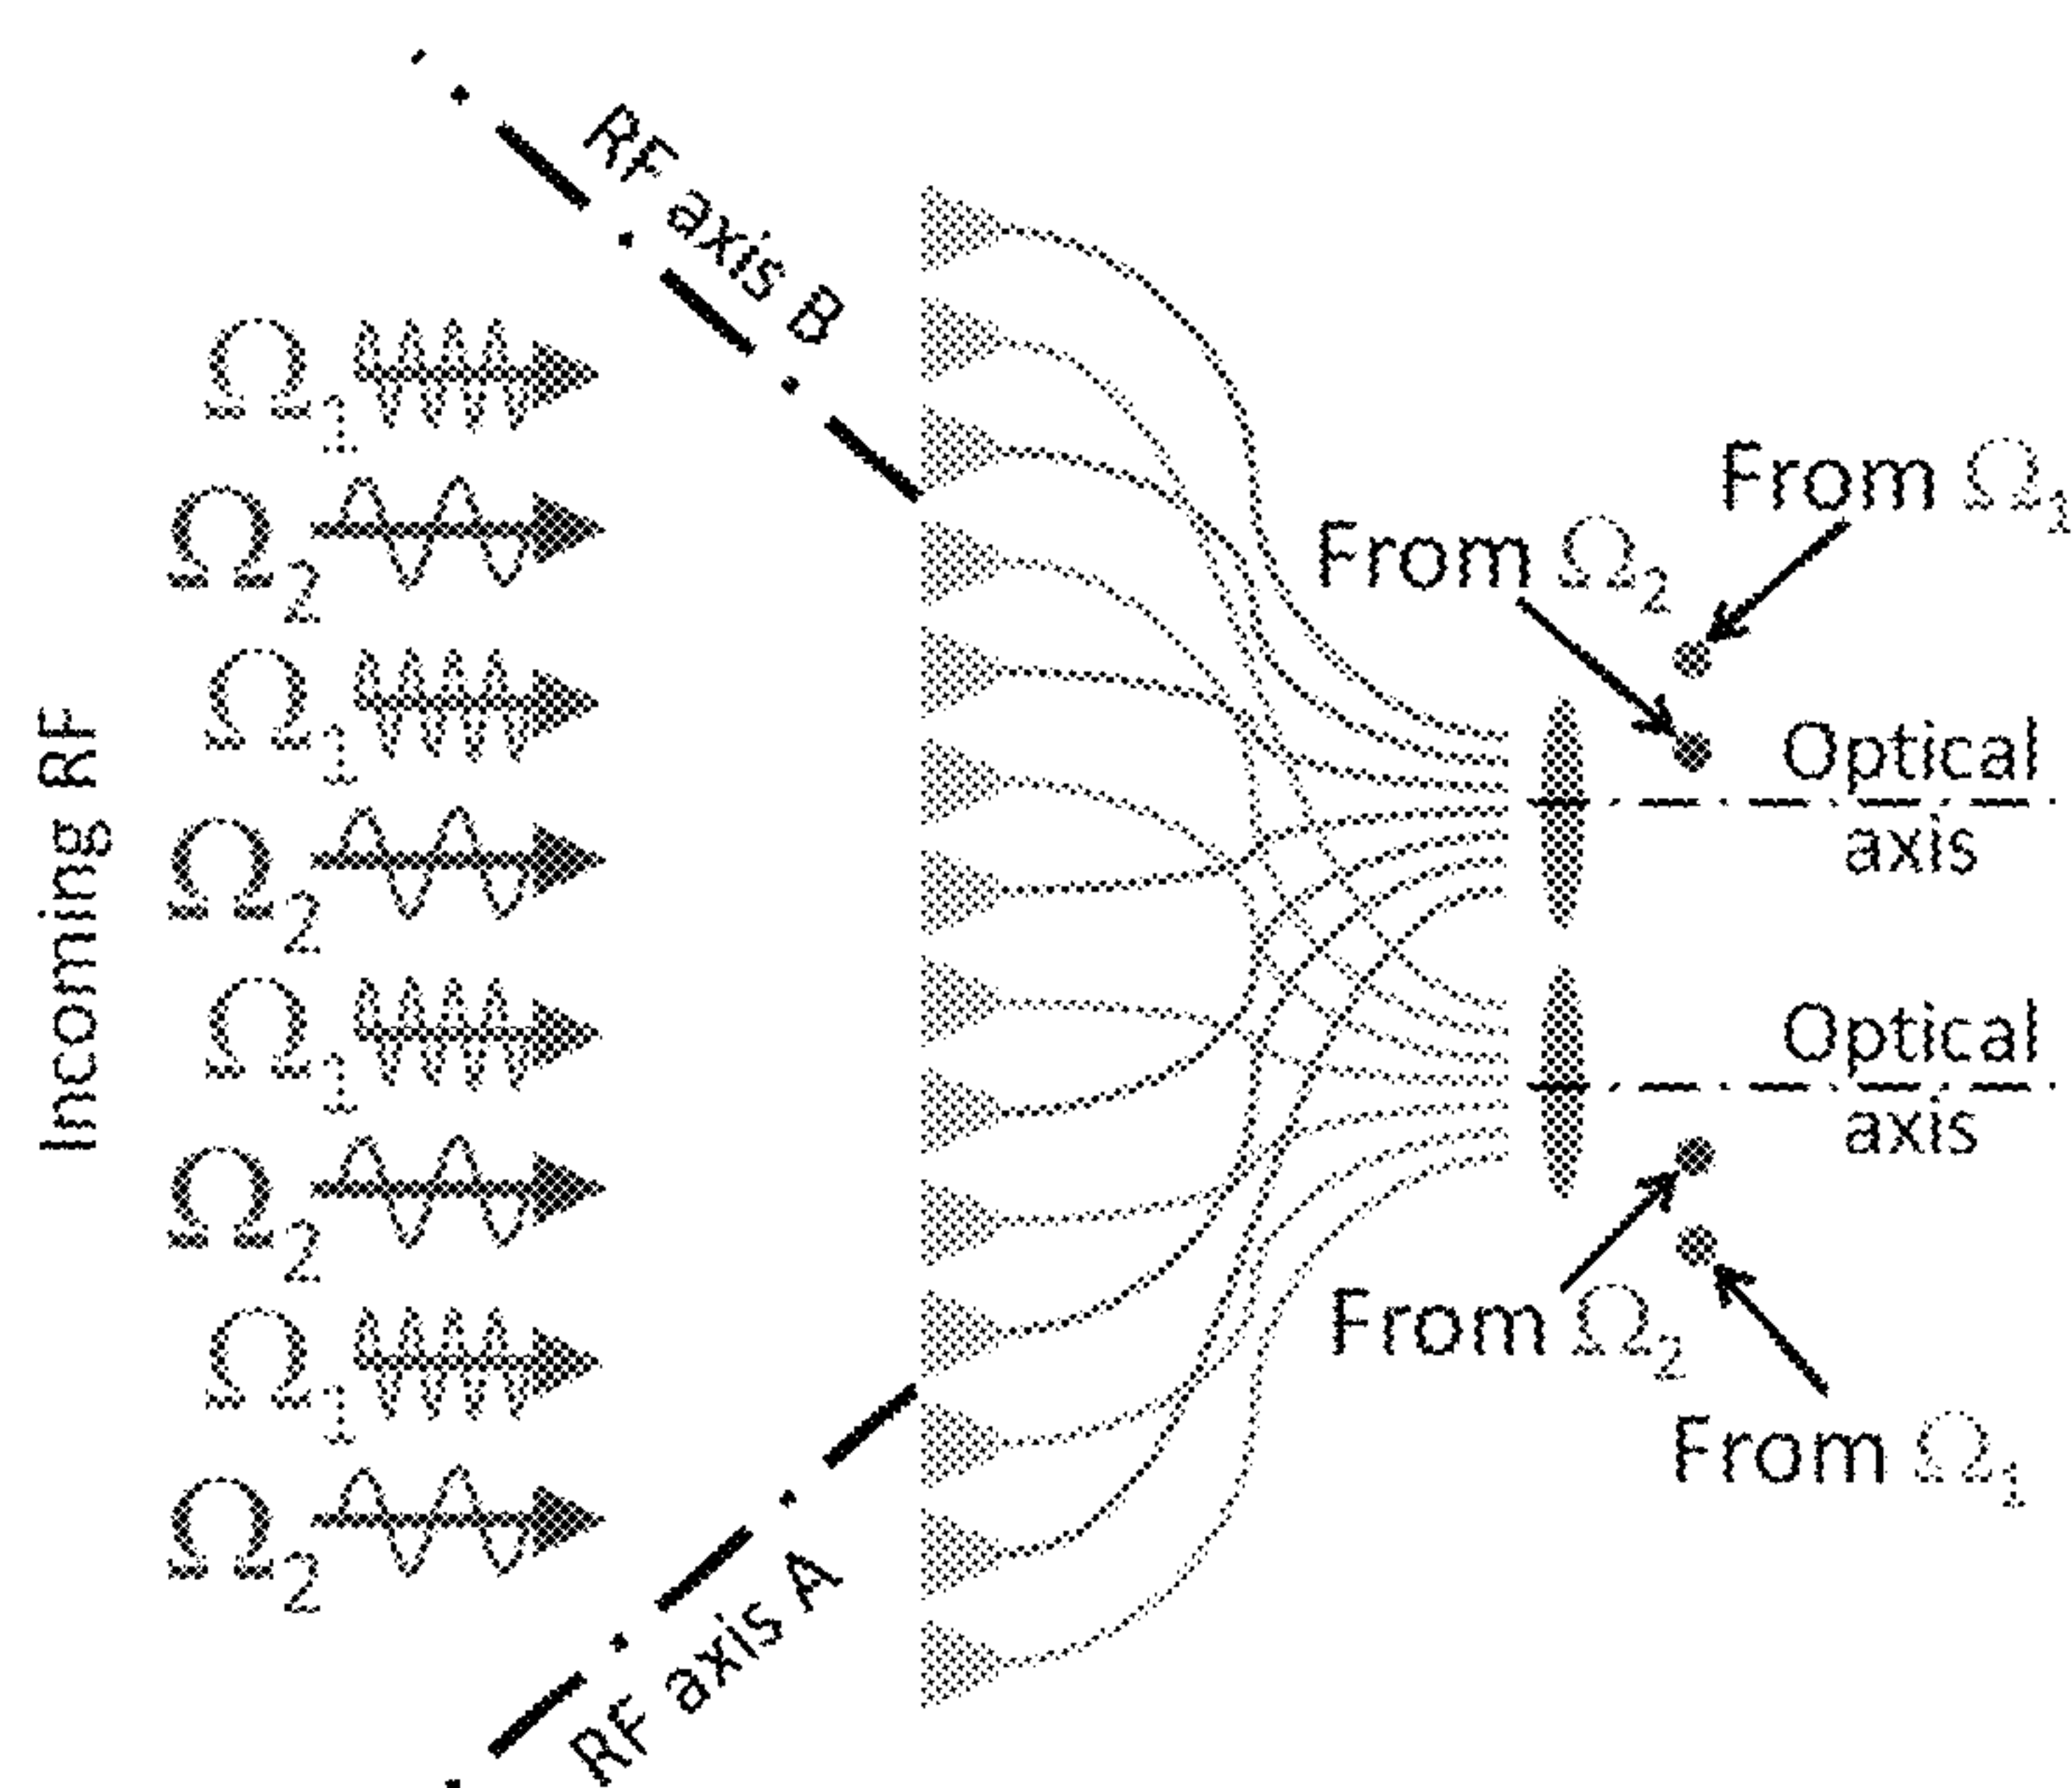 RF axis B
From Ω1
From Ω2
Ω1
Ω2
Ω1
Ω2
Ω1
Ω2
Ω1
Ω2
Incoming RF
Optical
axis
Optical
axis
From Ω2
From Ω1
RF axis A